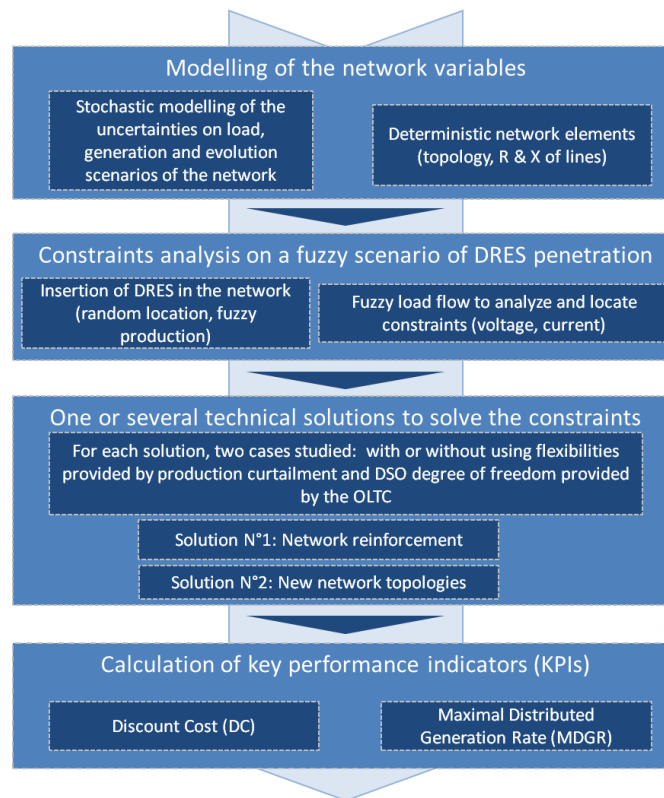 Modelling of the network variables
Stochastic modelling of the
uncertainties on load,
generation and evolution
scenarios of the network
Deterministic network elements
(topology, R & X of lines)
Constraints analysis on a fuzzy scenario of DRES penetration
Insertion of DRES in the network
(random location, fuzzy
production)
Fuzzy load flow to analyze and locate
constraints (voltage, current)
One or several technical solutions to solve the constraints
For each solution, two cases studied:  with or without using flexibilities
provided by production curtailment and DSO degree of freedom provided
by the OLTC
Solution N°1: Network reinforcement
Solution N°2: New network topologies
Calculation of key performance indicators (KPIs)
Discount Cost (DC)
Maximal Distributed
Generation Rate (MDGR)